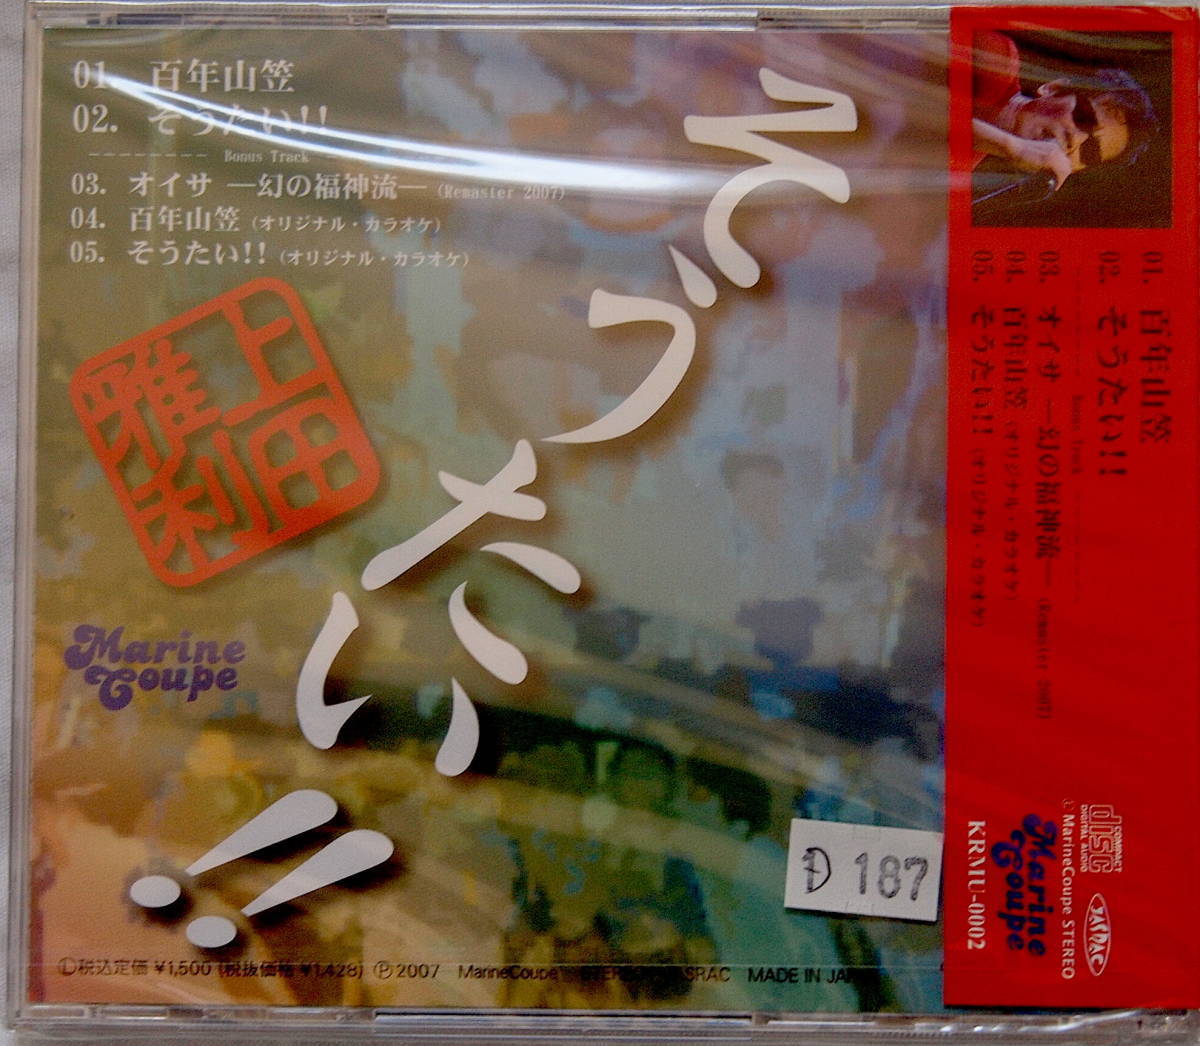 01. 百年山笠
02. そうたい!!
Bonus Track
03. オイサ ―幻の福神流― (Remaster 2007)
04. 百年山笠 (オリジナル・カラオケ)
05. そうたい!! (オリジナル・カラオケ)
そうたい!!
上田
雅利
Marine
Coupe
Ⓛ税込定価 ¥1,500 (税抜価格 ¥1,428) Ⓟ2007 MarineCoupe STEREO JASRAC MADE IN JAPAN
D 187
01. 百年山笠
02. そうたい!!
Bonus Track
03. オイサ ―幻の福神流― (Remaster 2007)
04. 百年山笠 (オリジナル・カラオケ)
05. そうたい!! (オリジナル・カラオケ)
COMPACT
disc
DIGITAL AUDIO
JASRAC
Ⓛ MarineCoupe STEREO
Marine
Coupe
KRMU-0002